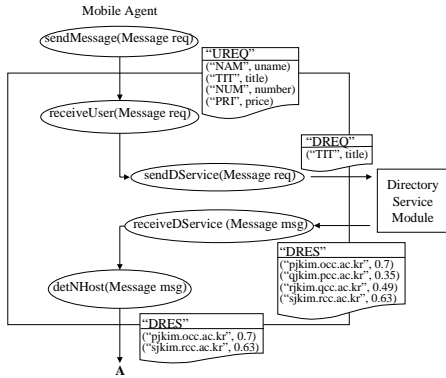 Mobile Agent
sendMessage(Message req)
“UREQ”
(“NAM”, uname)
(“TIT”, title)
(“NUM”, number)
(“PRI”, price)
receiveUser(Message req)
“DREQ”
(“TIT”, title)
sendDService(Message req)
Directory
Service
Module
receiveDService (Message msg)
“DRES”
(“pjkim.occ.ac.kr”, 0.7)
(“qjkim.pcc.ac.kr”, 0.35)
(“rjkim.qcc.ac.kr”, 0.49)
(“sjkim.rcc.ac.kr”, 0.63)
detNHost(Message msg)
“DRES”
(“pjkim.occ.ac.kr”, 0.7)
(“sjkim.rcc.ac.kr”, 0.63)
A